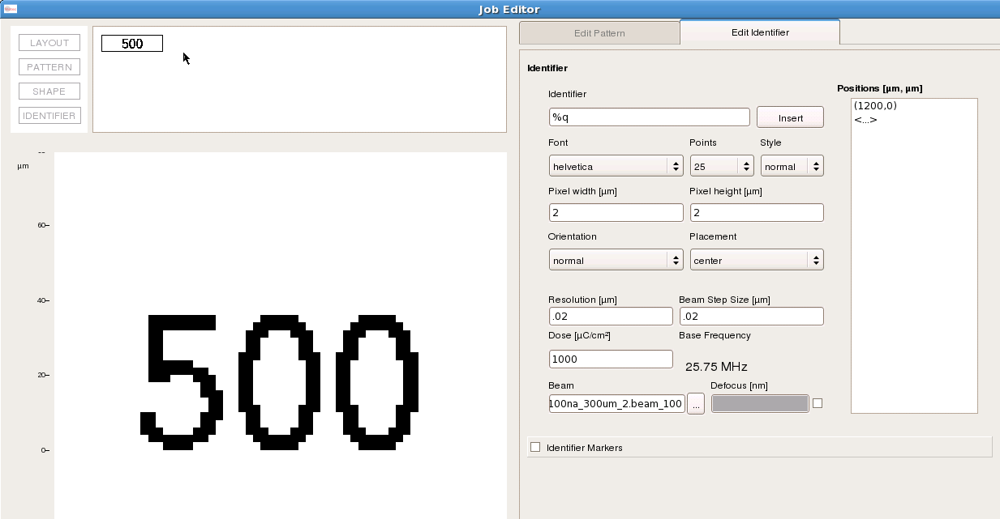 Job Editor
LAYOUT
PATTERN
SHAPE
IDENTIFIER
500
µm
60
40
20
0
500
Edit Pattern
Edit Identifier
Identifier
Identifier
%q
Insert
Font
Points
Style
helvetica
25
normal
Pixel width [µm]
Pixel height [µm]
2
2
Orientation
Placement
normal
center
Resolution [µm]
Beam Step Size [µm]
.02
.02
Dose [µC/cm²]
Base Frequency
1000
25.75 MHz
Beam
Defocus [nm]
100na_300um_2.beam_100
...
Identifier Markers
Positions [µm, µm]
(1200,0)
<...>